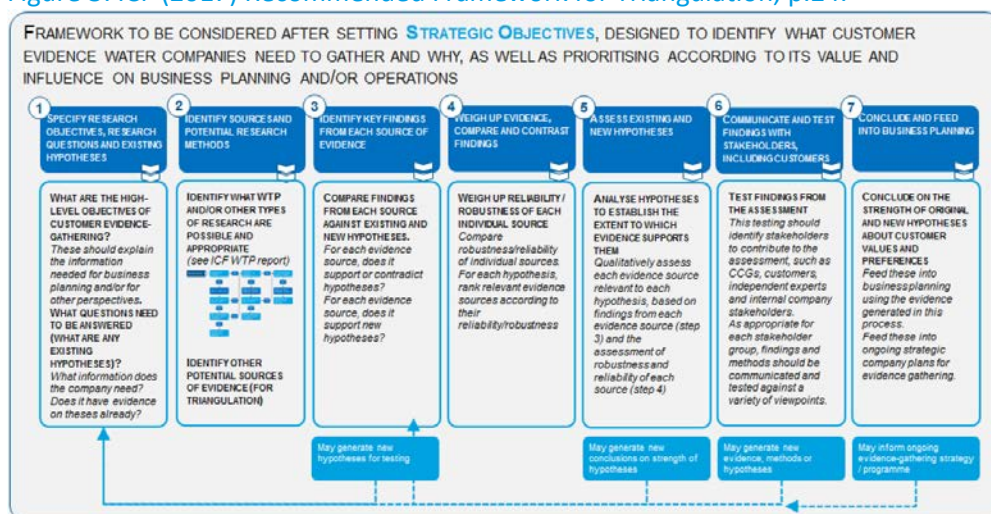 FRAMEWORK TO BE CONSIDERED AFTER SETTING STRATEGIC OBJECTIVES, DESIGNED TO IDENTIFY WHAT CUSTOMER
EVIDENCE WATER COMPANIES NEED TO GATHER AND WHY, AS WELL AS PRIORITISING ACCORDING TO ITS VALUE AND
INFLUENCE ON BUSINESS PLANNING AND/OR OPERATIONS
1
SPECIFY RESEARCH
OBJECTIVES, RESEARCH
QUESTIONS AND EXISTING
HYPOTHESES
2
IDENTIFY SOURCES AND
POTENTIAL RESEARCH
METHODS
3
IDENTIFY KEY FINDINGS
FROM EACH SOURCE OF
EVIDENCE
4
WEIGH UP EVIDENCE,
COMPARE AND CONTRAST
FINDINGS
5
ASSESS EXISTING AND
NEW HYPOTHESES
6
COMMUNICATE AND TEST
FINDINGS WITH
STAKEHOLDERS,
INCLUDING CUSTOMERS
7
CONCLUDE AND FEED
INTO BUSINESS PLANNING
WHAT ARE THE HIGH-
LEVEL OBJECTIVES OF
CUSTOMER EVIDENCE-
GATHERING?
These should explain
the information
needed for business
planning and/or for
other perspectives.
WHAT QUESTIONS NEED
TO BE ANSWERED
(WHAT ARE ANY
EXISTING
HYPOTHESES)?
What information does
the company need?
Does it have evidence
on theses already?
IDENTIFY WHAT WTP
AND/OR OTHER TYPES
OF RESEARCH ARE
POSSIBLE AND
APPROPRIATE
(see ICF WTP report)
IDENTIFY OTHER
POTENTIAL SOURCES
OF EVIDENCE (FOR
TRIANGULATION)
COMPARE FINDINGS
FROM EACH SOURCE
AGAINST EXISTING AND
NEW HYPOTHESES.
For each evidence
source, does it
support or contradict
hypotheses?
For each evidence
source, does it
support new
hypotheses?
WEIGH UP RELIABILITY/
ROBUSTNESS OF EACH
INDIVIDUAL SOURCE
Compare
robustness/reliability
of individual sources.
For each hypothesis,
rank relevant evidence
sources according to
their
reliability/robustness
ANALYSE HYPOTHESES
TO ESTABLISH THE
EXTENT TO WHICH
EVIDENCE SUPPORTS
THEM
Qualitatively assess
each evidence source
relevant to each
hypothesis, based on
findings from each
evidence source (step
3) and the
assessment of
robustness and
reliability of each
source (step 4)
TEST FINDINGS FROM
THE ASSESSMENT
This testing should
identify stakeholders
to contribute to the
assessment, such as
CCGs, customers,
independent experts
and internal company
stakeholders.
As appropriate for
each stakeholder
group, findings and
methods should be
communicated and
tested against a
variety of viewpoints.
CONCLUDE ON THE
STRENGTH OF ORIGINAL
AND NEW HYPOTHESES
ABOUT CUSTOMER
VALUES AND
PREFERENCES
Feed these into
business planning
using the evidence
generated in this
process.
Feed these into
ongoing strategic
company plans for
evidence gathering.
May generate new
hypotheses for testing
May generate new
conclusions on strength of
hypotheses
May generate new
evidence, methods or
hypotheses
May inform ongoing
evidence-gathering strategy
/ programme